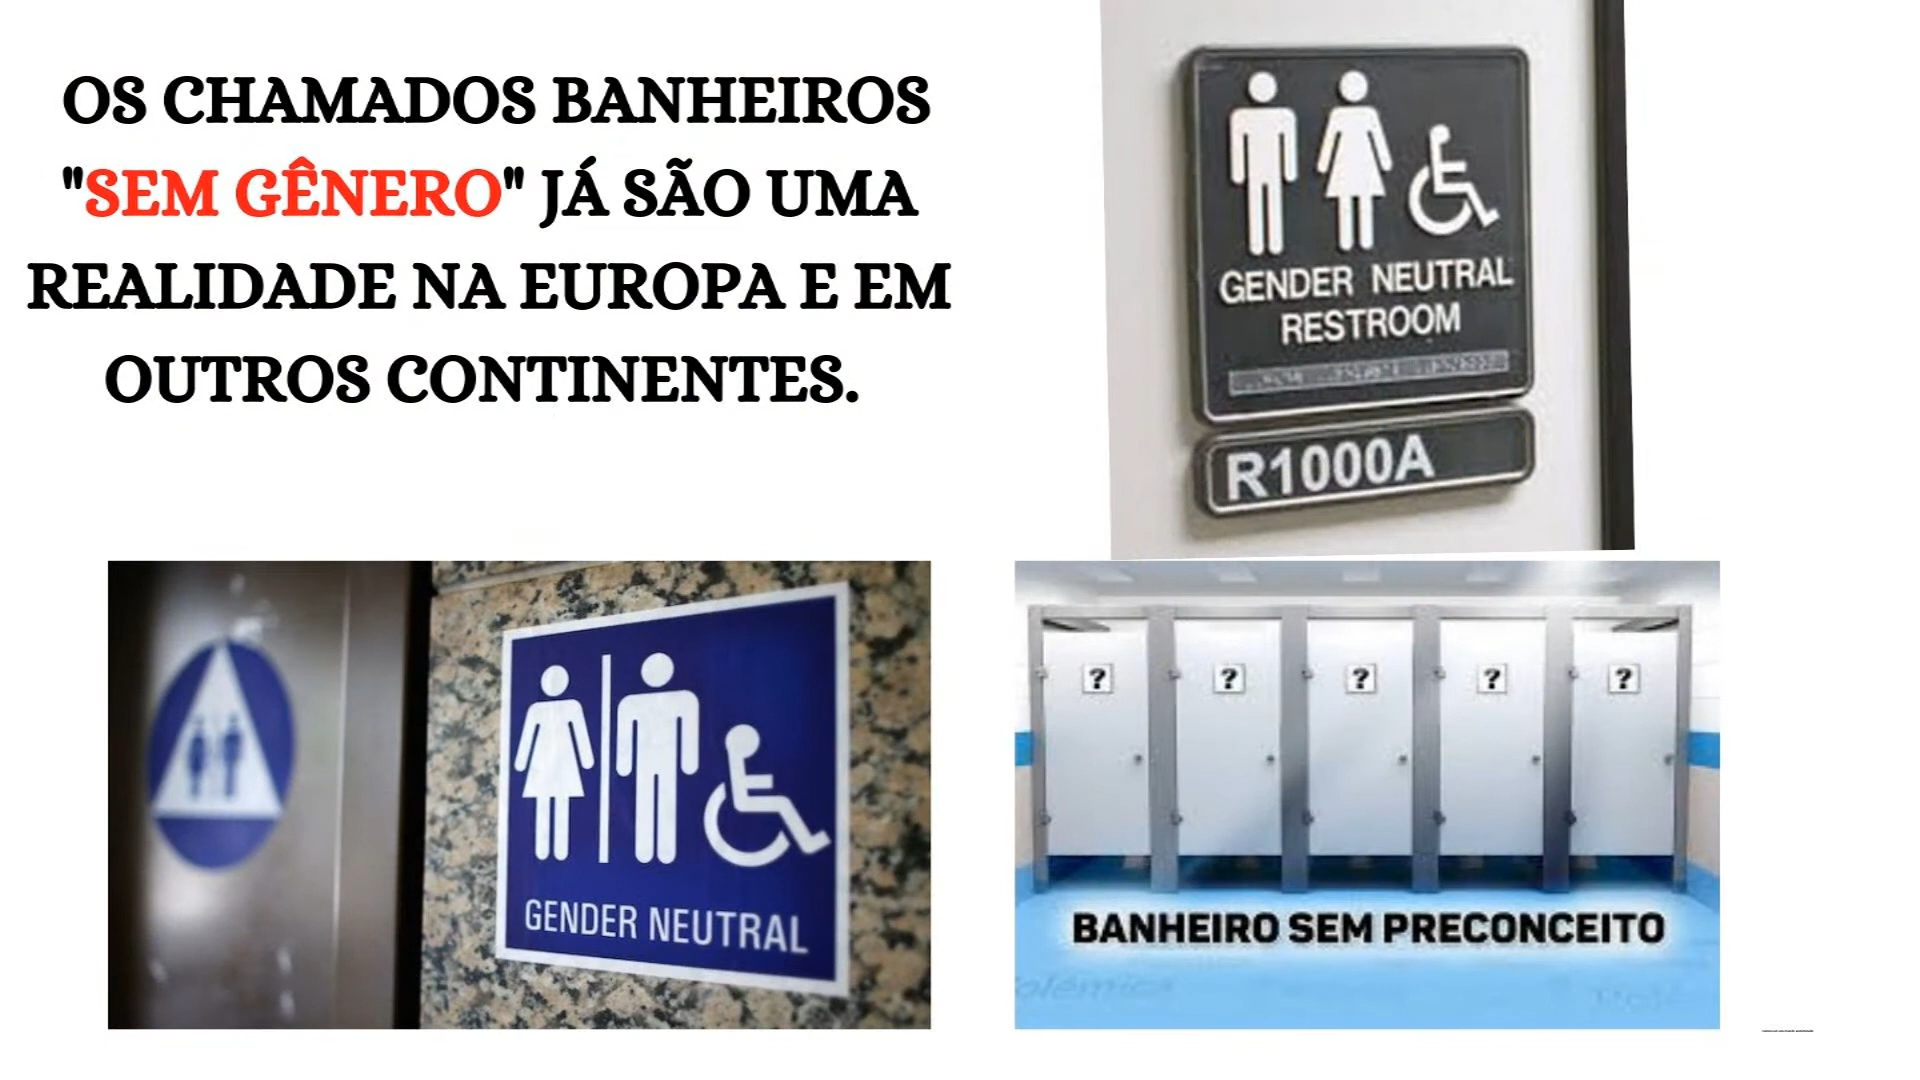 OS CHAMADOS BANHEIROS
"SEM GÊNERO" JÁ SÃO UMA
REALIDADE NA EUROPA E EM
OUTROS CONTINENTES.
GENDER NEUTRAL
RESTROOM
R1000A
GENDER NEUTRAL
? ? ? ? ?
BANHEIRO SEM PRECONCEITO
olêmica